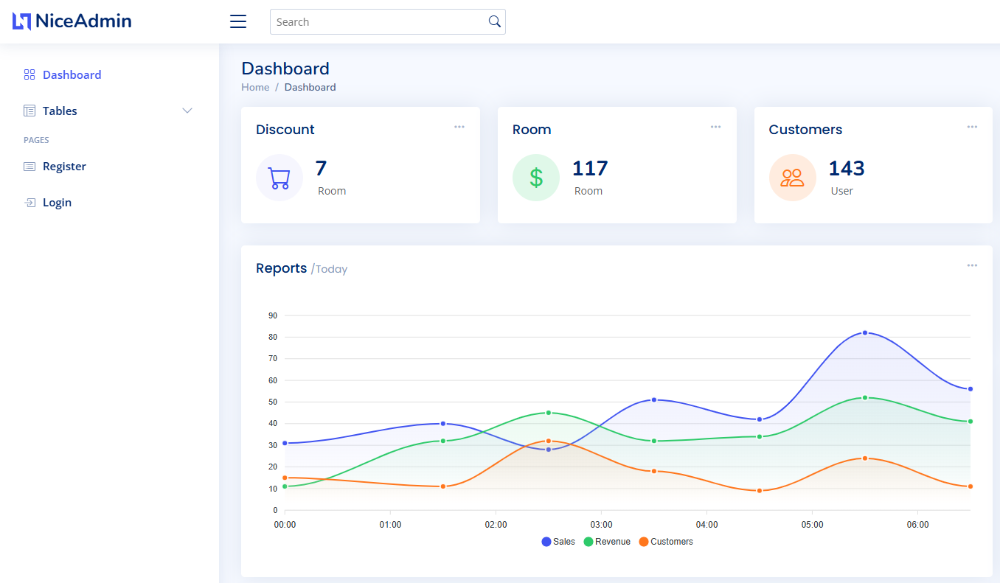 NiceAdmin
Search
Dashboard
Tables
PAGES
Register
Login
Dashboard
Home / Dashboard
Discount
7
Room
Room
117
Room
Customers
143
User
Reports /Today
90
80
70
60
50
40
30
20
10
0
00:00 01:00 02:00 03:00 04:00 05:00 06:00
Sales Revenue Customers